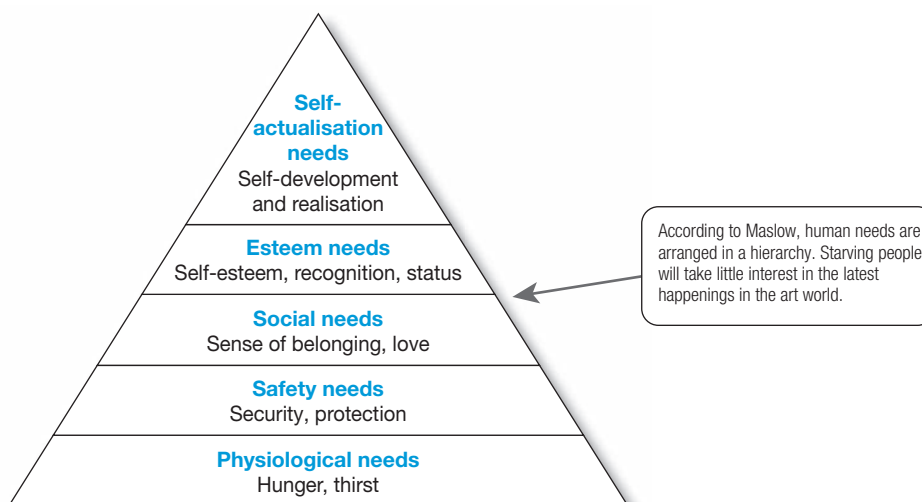 Self-
actualisation
needs
Self-development
and realisation
Esteem needs
Self-esteem, recognition, status
Social needs
Sense of belonging, love
Safety needs
Security, protection
Physiological needs
Hunger, thirst
According to Maslow, human needs are
arranged in a hierarchy. Starving people
will take little interest in the latest
happenings in the art world.